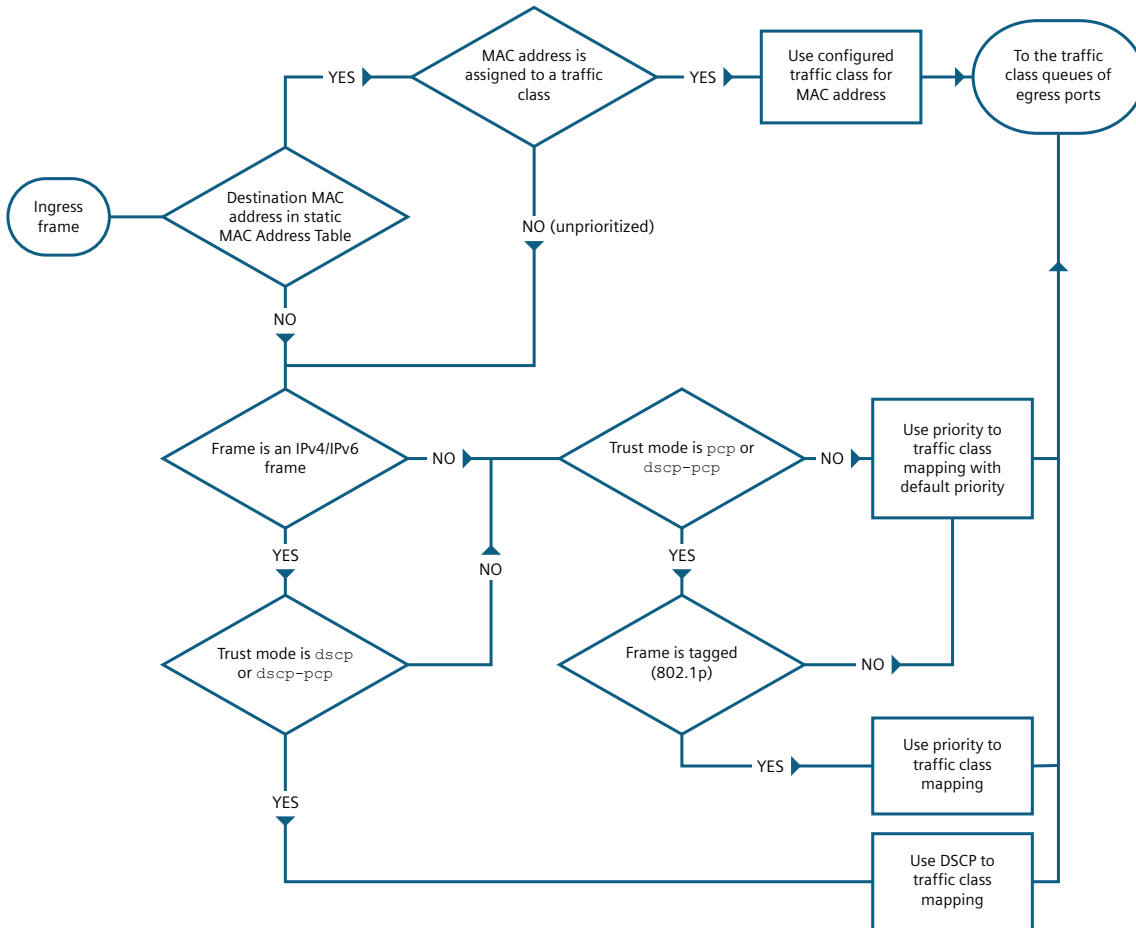 MAC address is
assigned to a traffic
class
YES
YES
Use configured
traffic class for
MAC address
To the traffic
class queues of
egress ports
Ingress
frame
Destination MAC
address in static
MAC Address Table
NO (unprioritized)
NO
Frame is an IPv4/IPv6
frame
NO
Trust mode is pcp or
dscp-pcp
NO
Use priority to
traffic class
mapping with
default priority
YES
NO
YES
Trust mode is dscp
or dscp-pcp
Frame is tagged
(802.1p)
NO
YES
Use priority to
traffic class
mapping
YES
Use DSCP to
traffic class
mapping